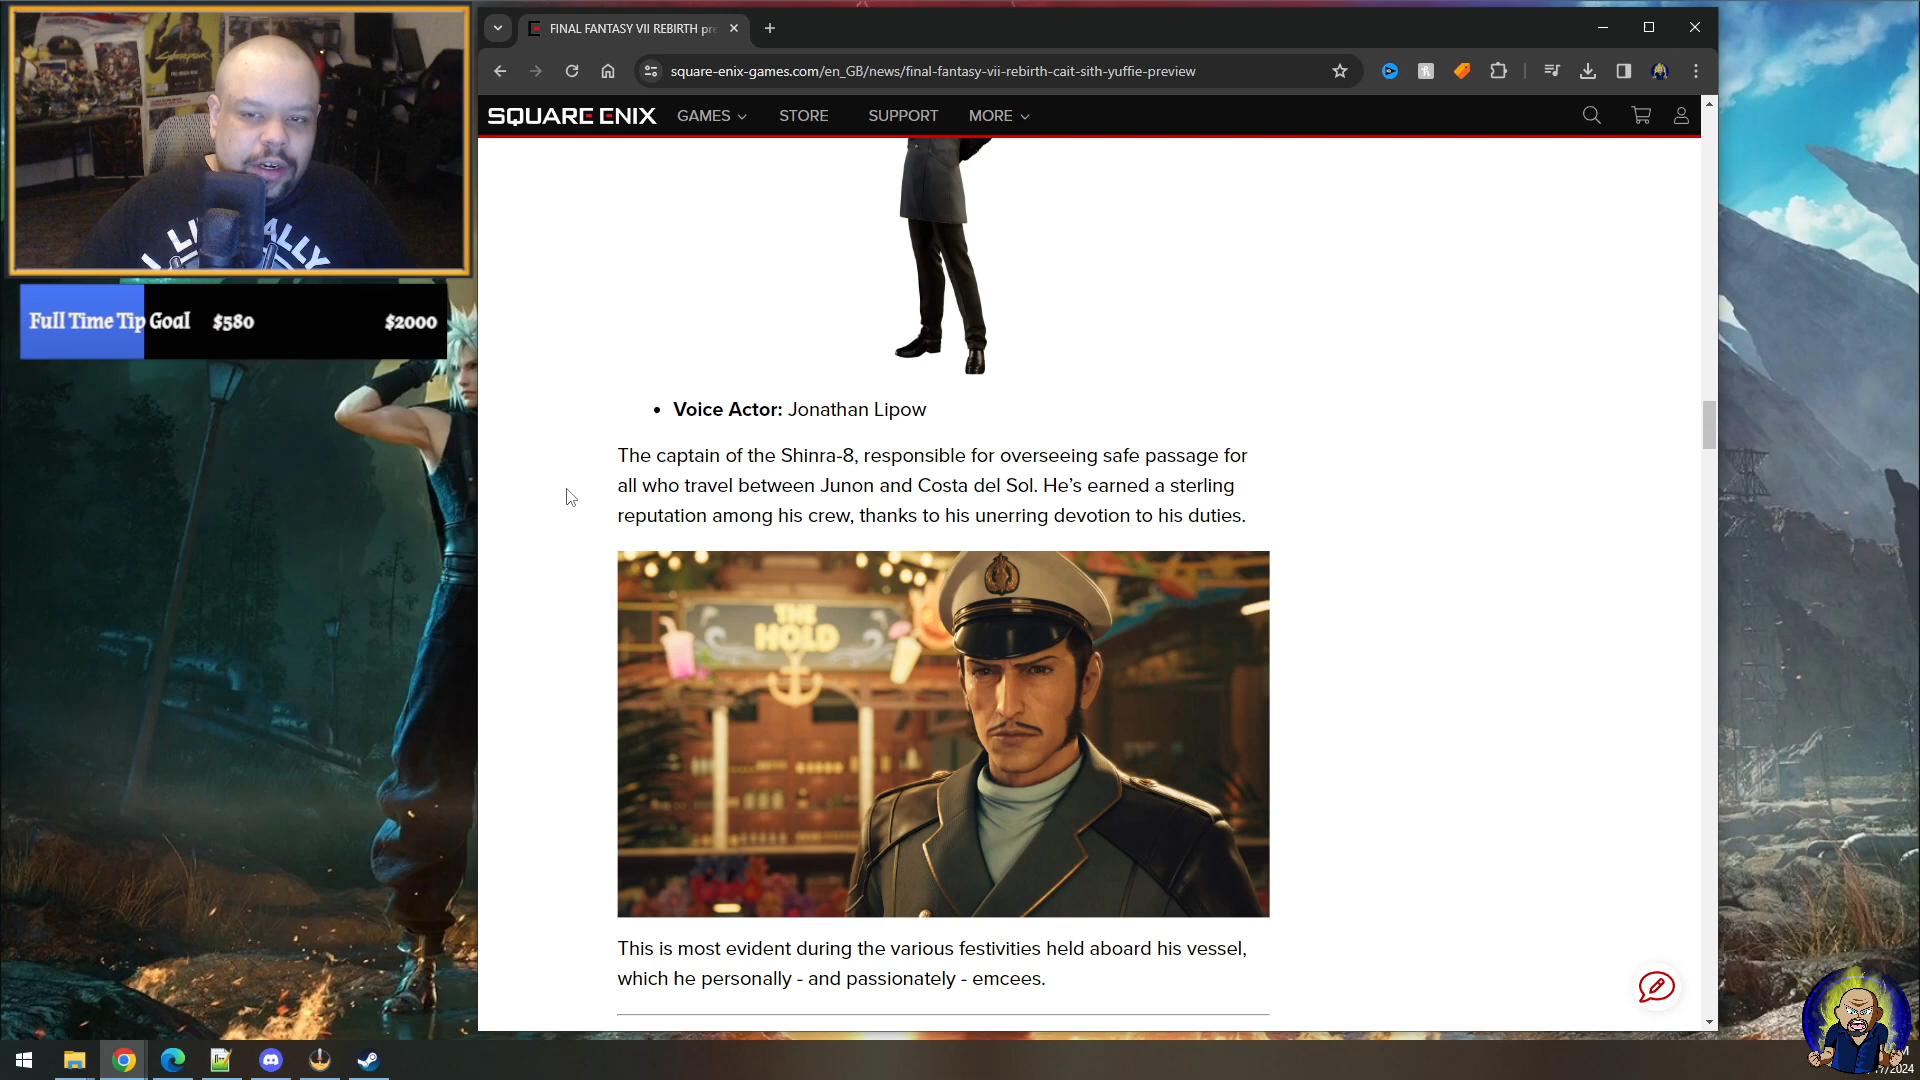 FINAL FANTASY VII REBIRTH pre
square-enix-games.com/en_GB/news/final-fantasy-vii-rebirth-cait-sith-yuffie-preview
SQUARE ENIX
GAMES
STORE
SUPPORT
MORE
Full Time Tip Goal $580 $2000
• Voice Actor: Jonathan Lipow
The captain of the Shinra-8, responsible for overseeing safe passage for
all who travel between Junon and Costa del Sol. He’s earned a sterling
reputation among his crew, thanks to his unerring devotion to his duties.
THE
HOLD
This is most evident during the various festivities held aboard his vessel,
which he personally - and passionately - emcees.